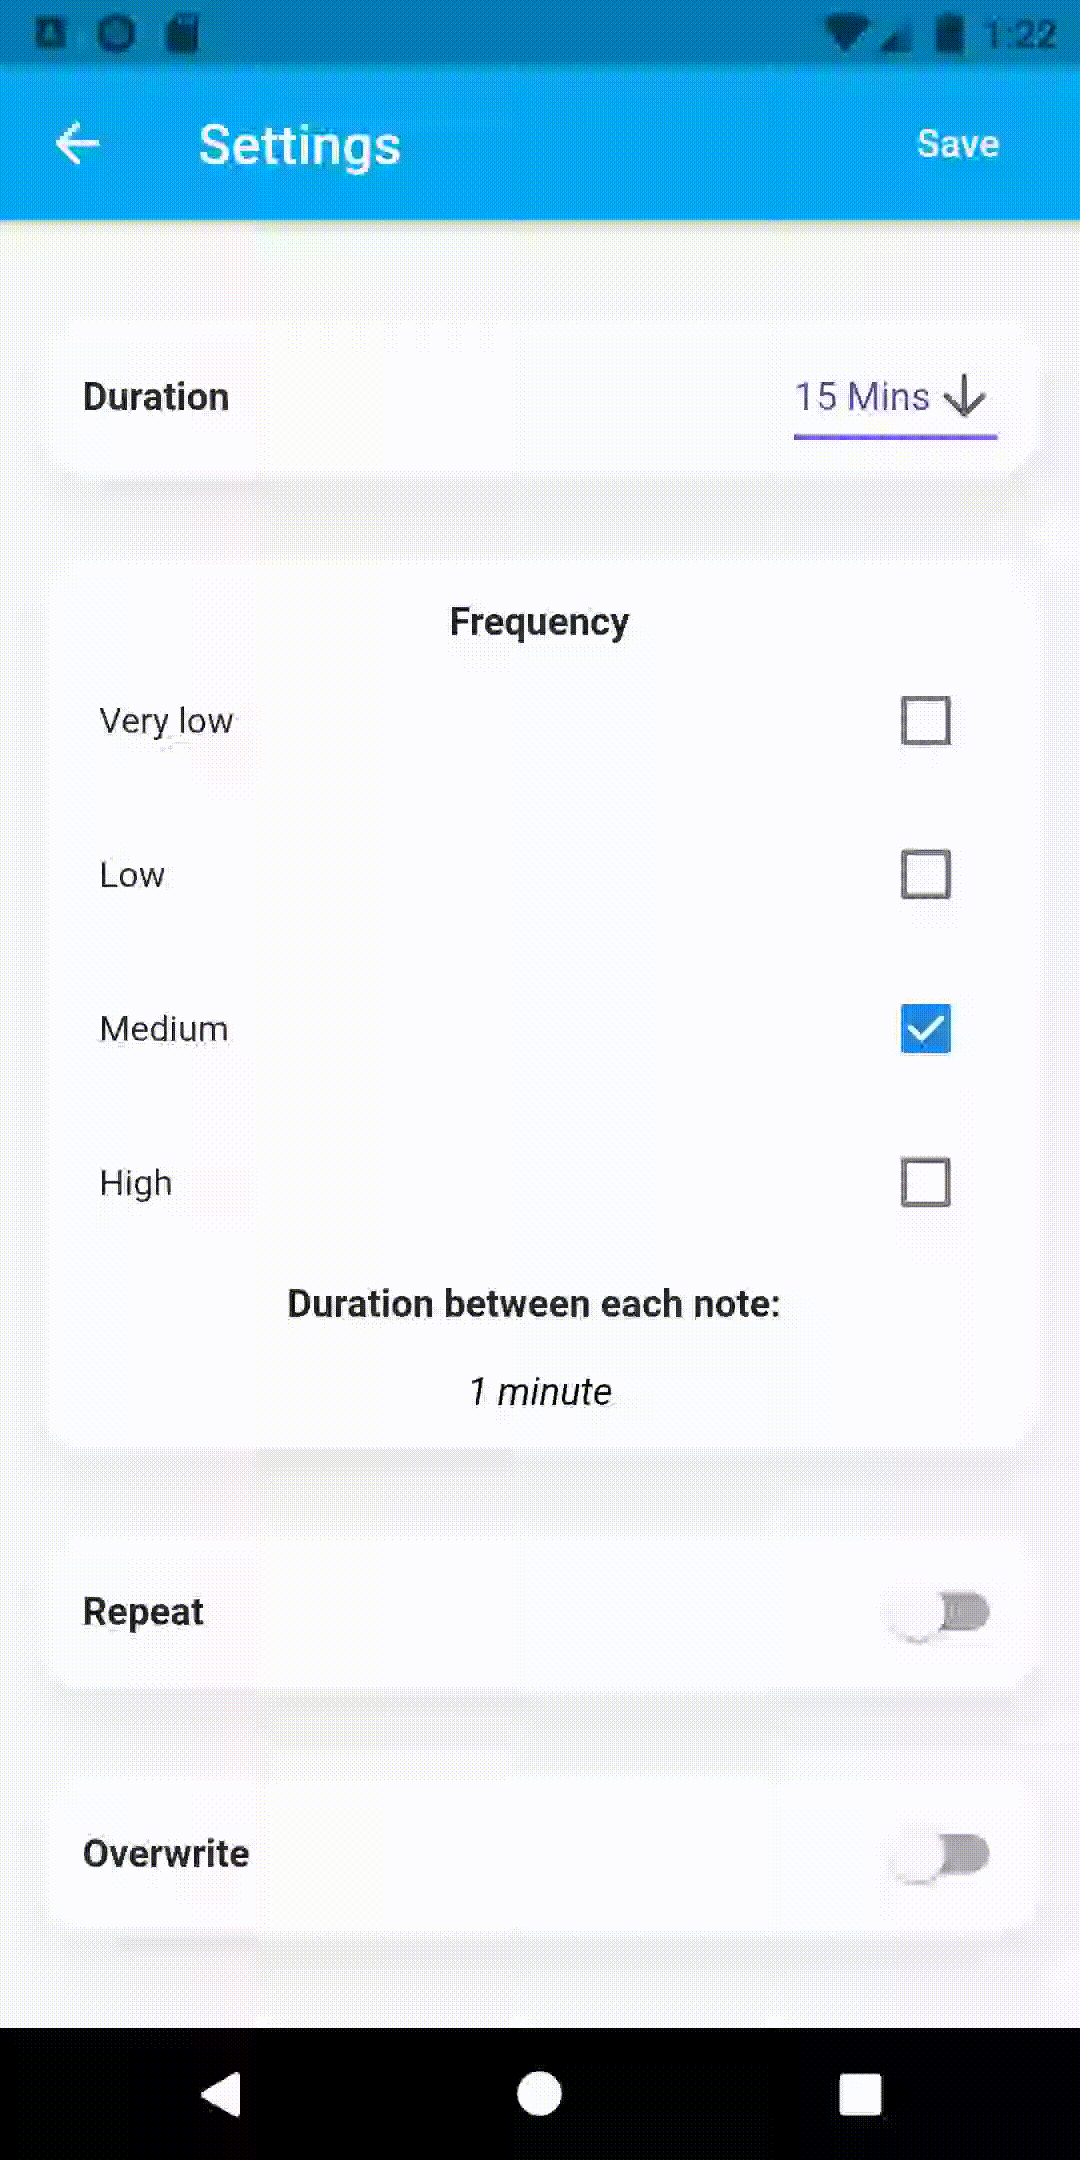 1:22
Settings
Save
Duration
15 Mins
Frequency
Very low
Low
Medium
High
Duration between each note:
1 minute
Repeat
Overwrite